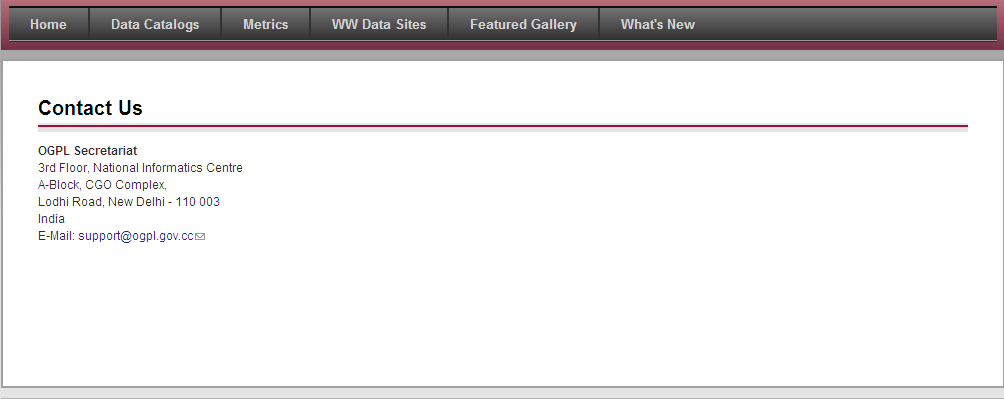 Home Data Catalogs Metrics WW Data Sites Featured Gallery What's New
Contact Us
OGPL Secretariat
3rd Floor, National Informatics Centre
A-Block, CGO Complex,
Lodhi Road, New Delhi - 110 003
India
E-Mail: support@ogpl.gov.cc